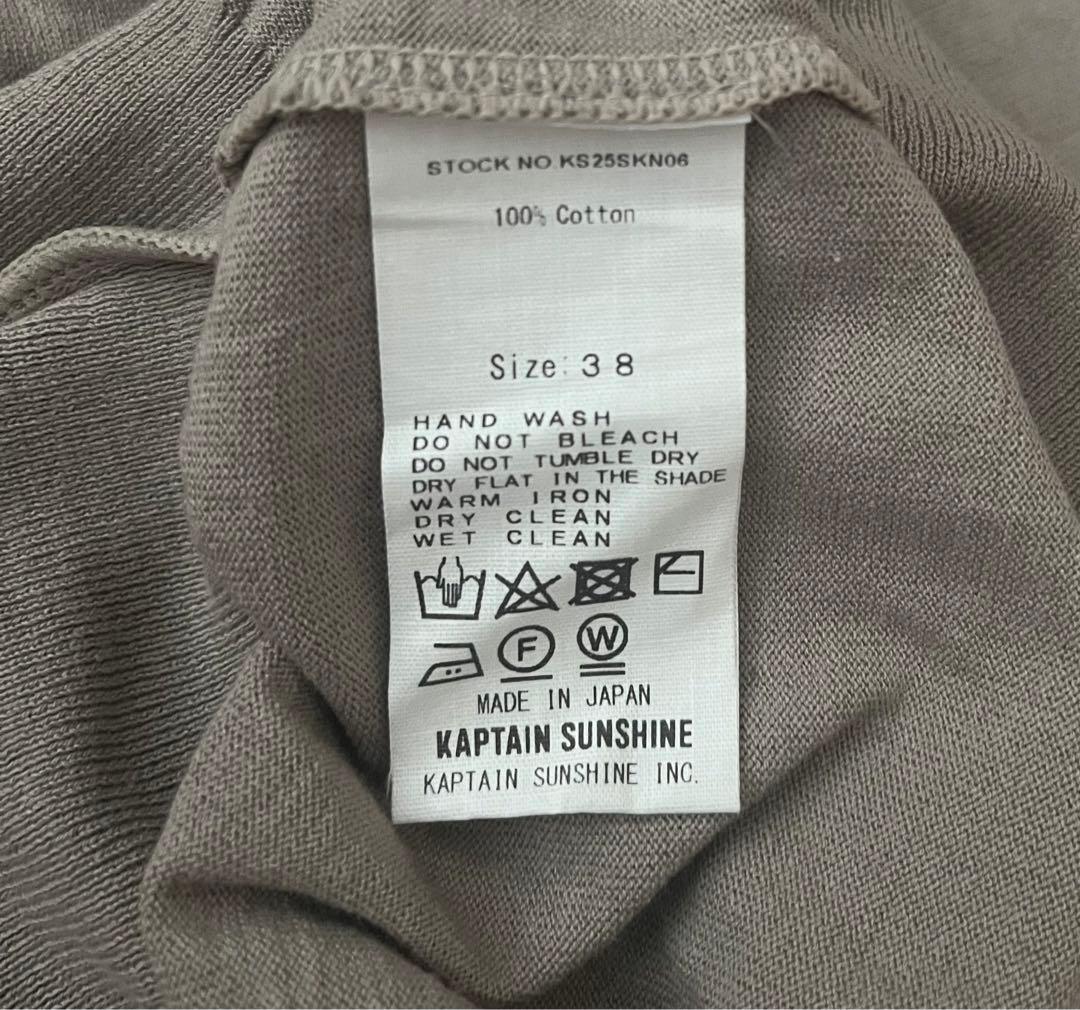 STOCK NO.KS25SKN06
100% Cotton
Size:38
HAND WASH
DO NOT BLEACH
DO NOT TUMBLE DRY
DRY FLAT IN THE SHADE
WARM IRON
DRY CLEAN
WET CLEAN
F W
MADE IN JAPAN
KAPTAIN SUNSHINE
KAPTAIN SUNSHINE INC.